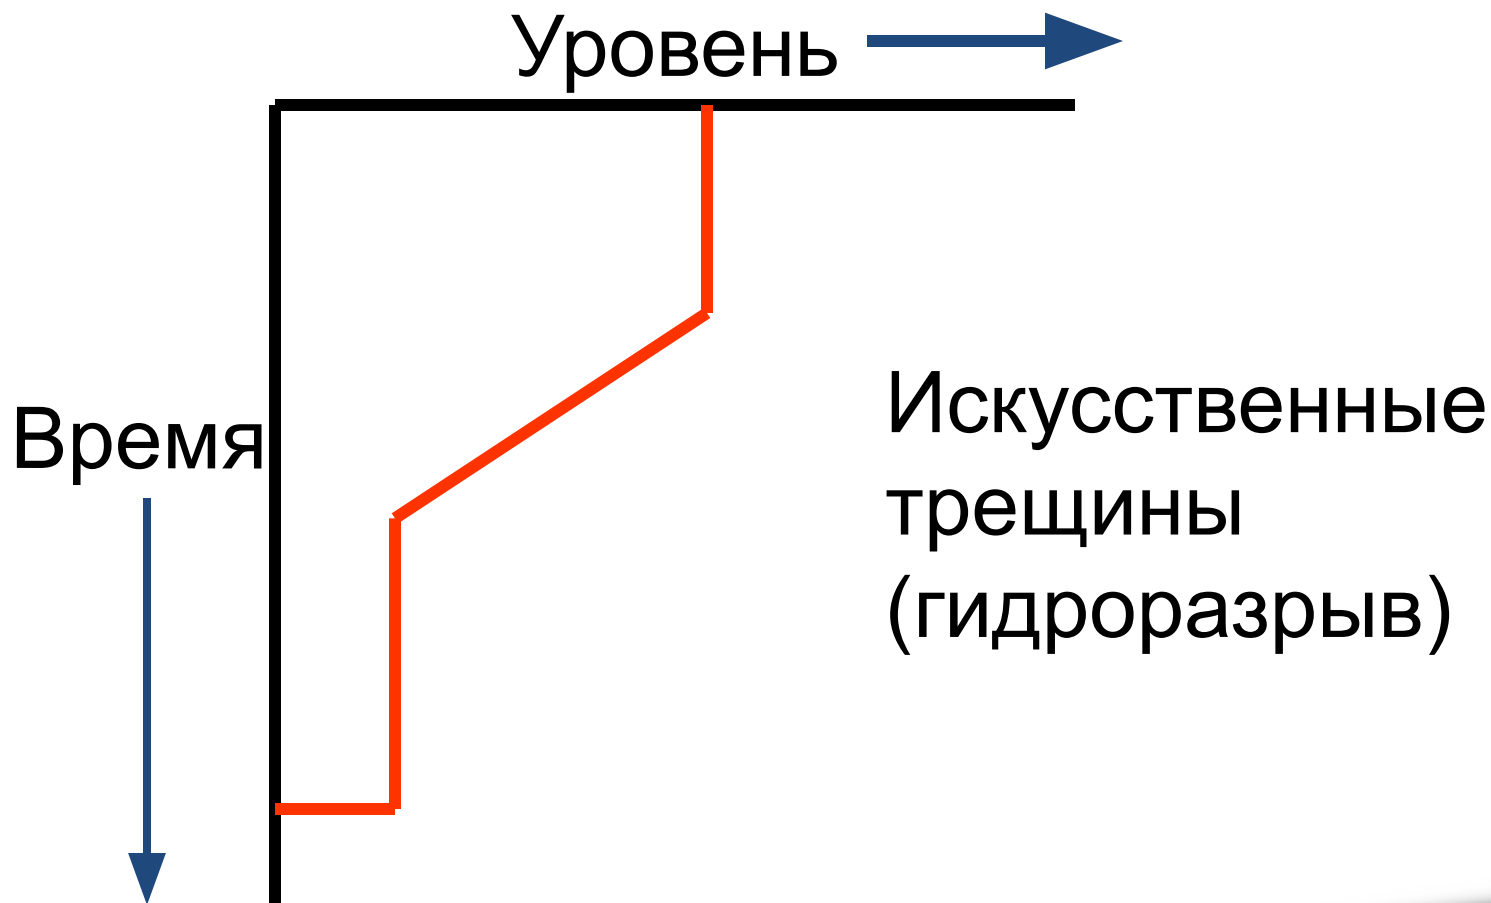 Уровень
Время
Искусственные
трещины
(гидроразрыв)